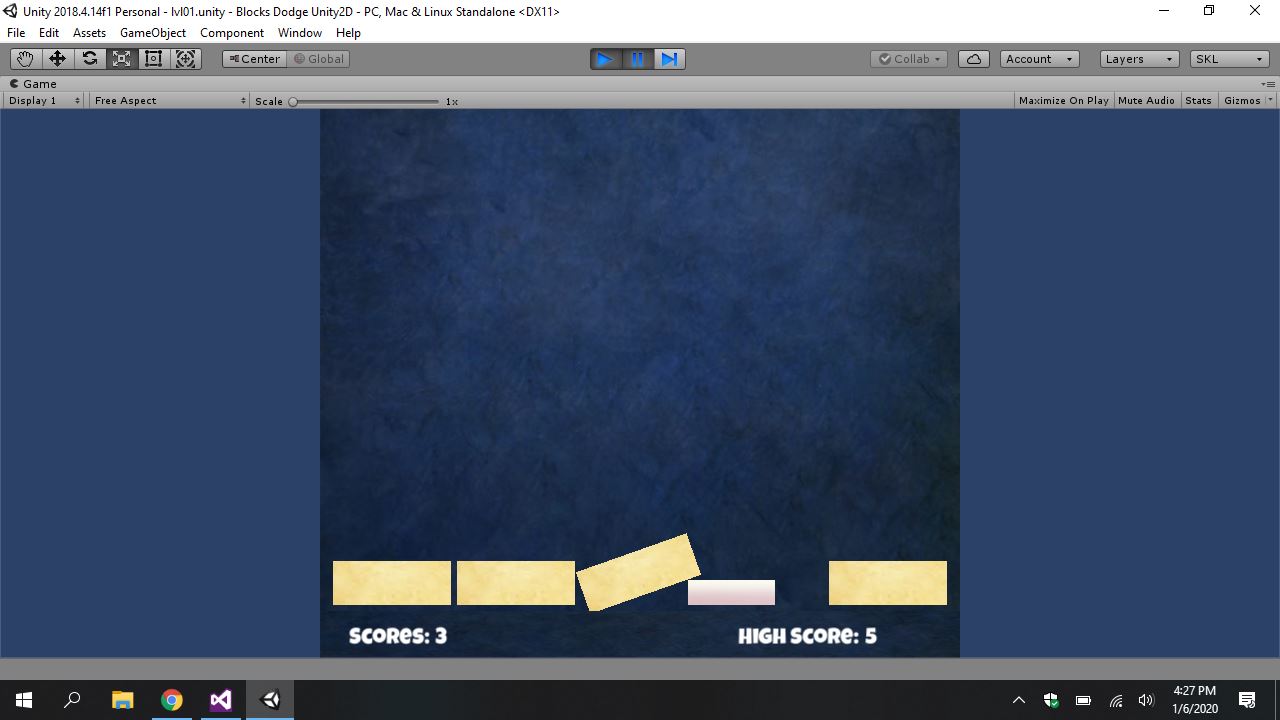 Unity 2018.4.14f1 Personal - lvl01.unity - Blocks Dodge Unity2D - PC, Mac & Linux Standalone <DX11>
File Edit Assets GameObject Component Window Help
Center Global Collab Account Layers SKL
Game
Display 1 Free Aspect Scale 1x Maximize On Play Mute Audio Stats Gizmos
Scores: 3 High Score: 5
4:27 PM
1/6/2020